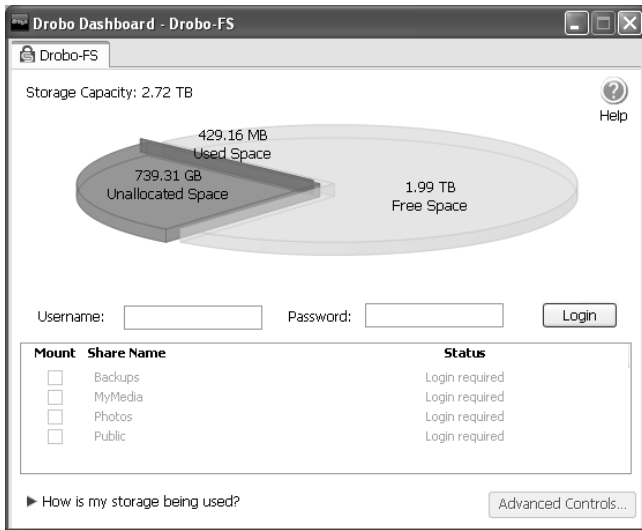 Drobo Dashboard - Drobo-FS
Drobo-FS
Storage Capacity: 2.72 TB
Help
429.16 MB
Used Space
739.31 GB
Unallocated Space
1.99 TB
Free Space
Username: Password: Login
Mount Share Name Status
Backups Login required
MyMedia Login required
Photos Login required
Public Login required
How is my storage being used? Advanced Controls...